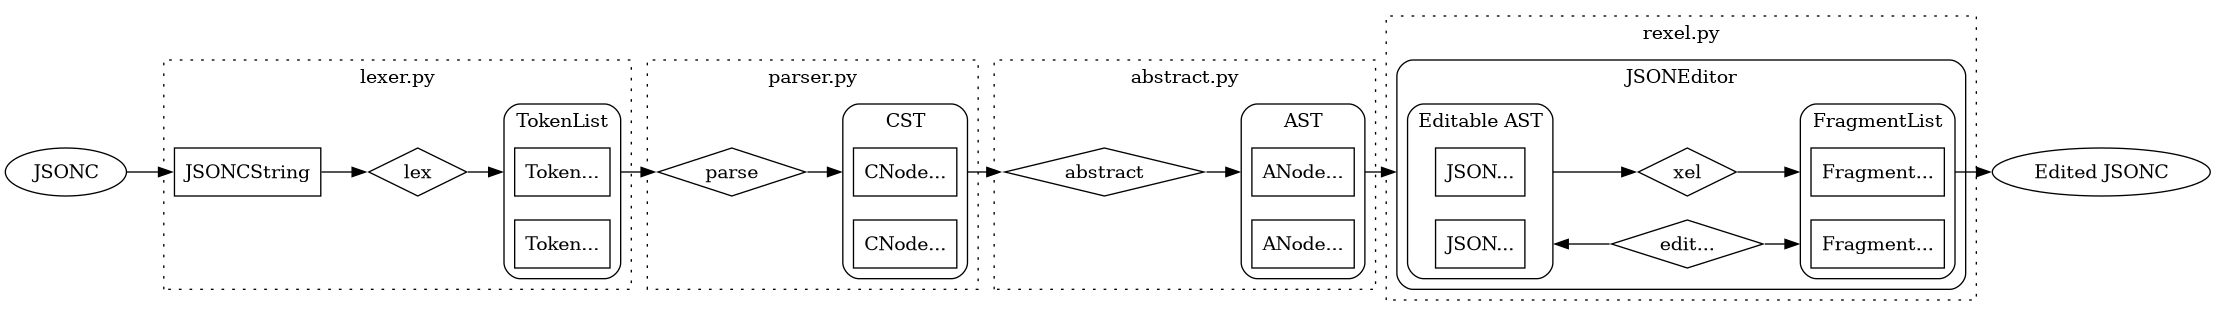 JSONC
lexer.py
JSONCString
lex
TokenList
Token...
Token...
parser.py
parse
CST
CNode...
CNode...
abstract.py
abstract
AST
ANode...
ANode...
rexel.py
JSONEditor
Editable AST
JSON...
JSON...
xel
edit...
FragmentList
Fragment...
Fragment...
Edited JSONC